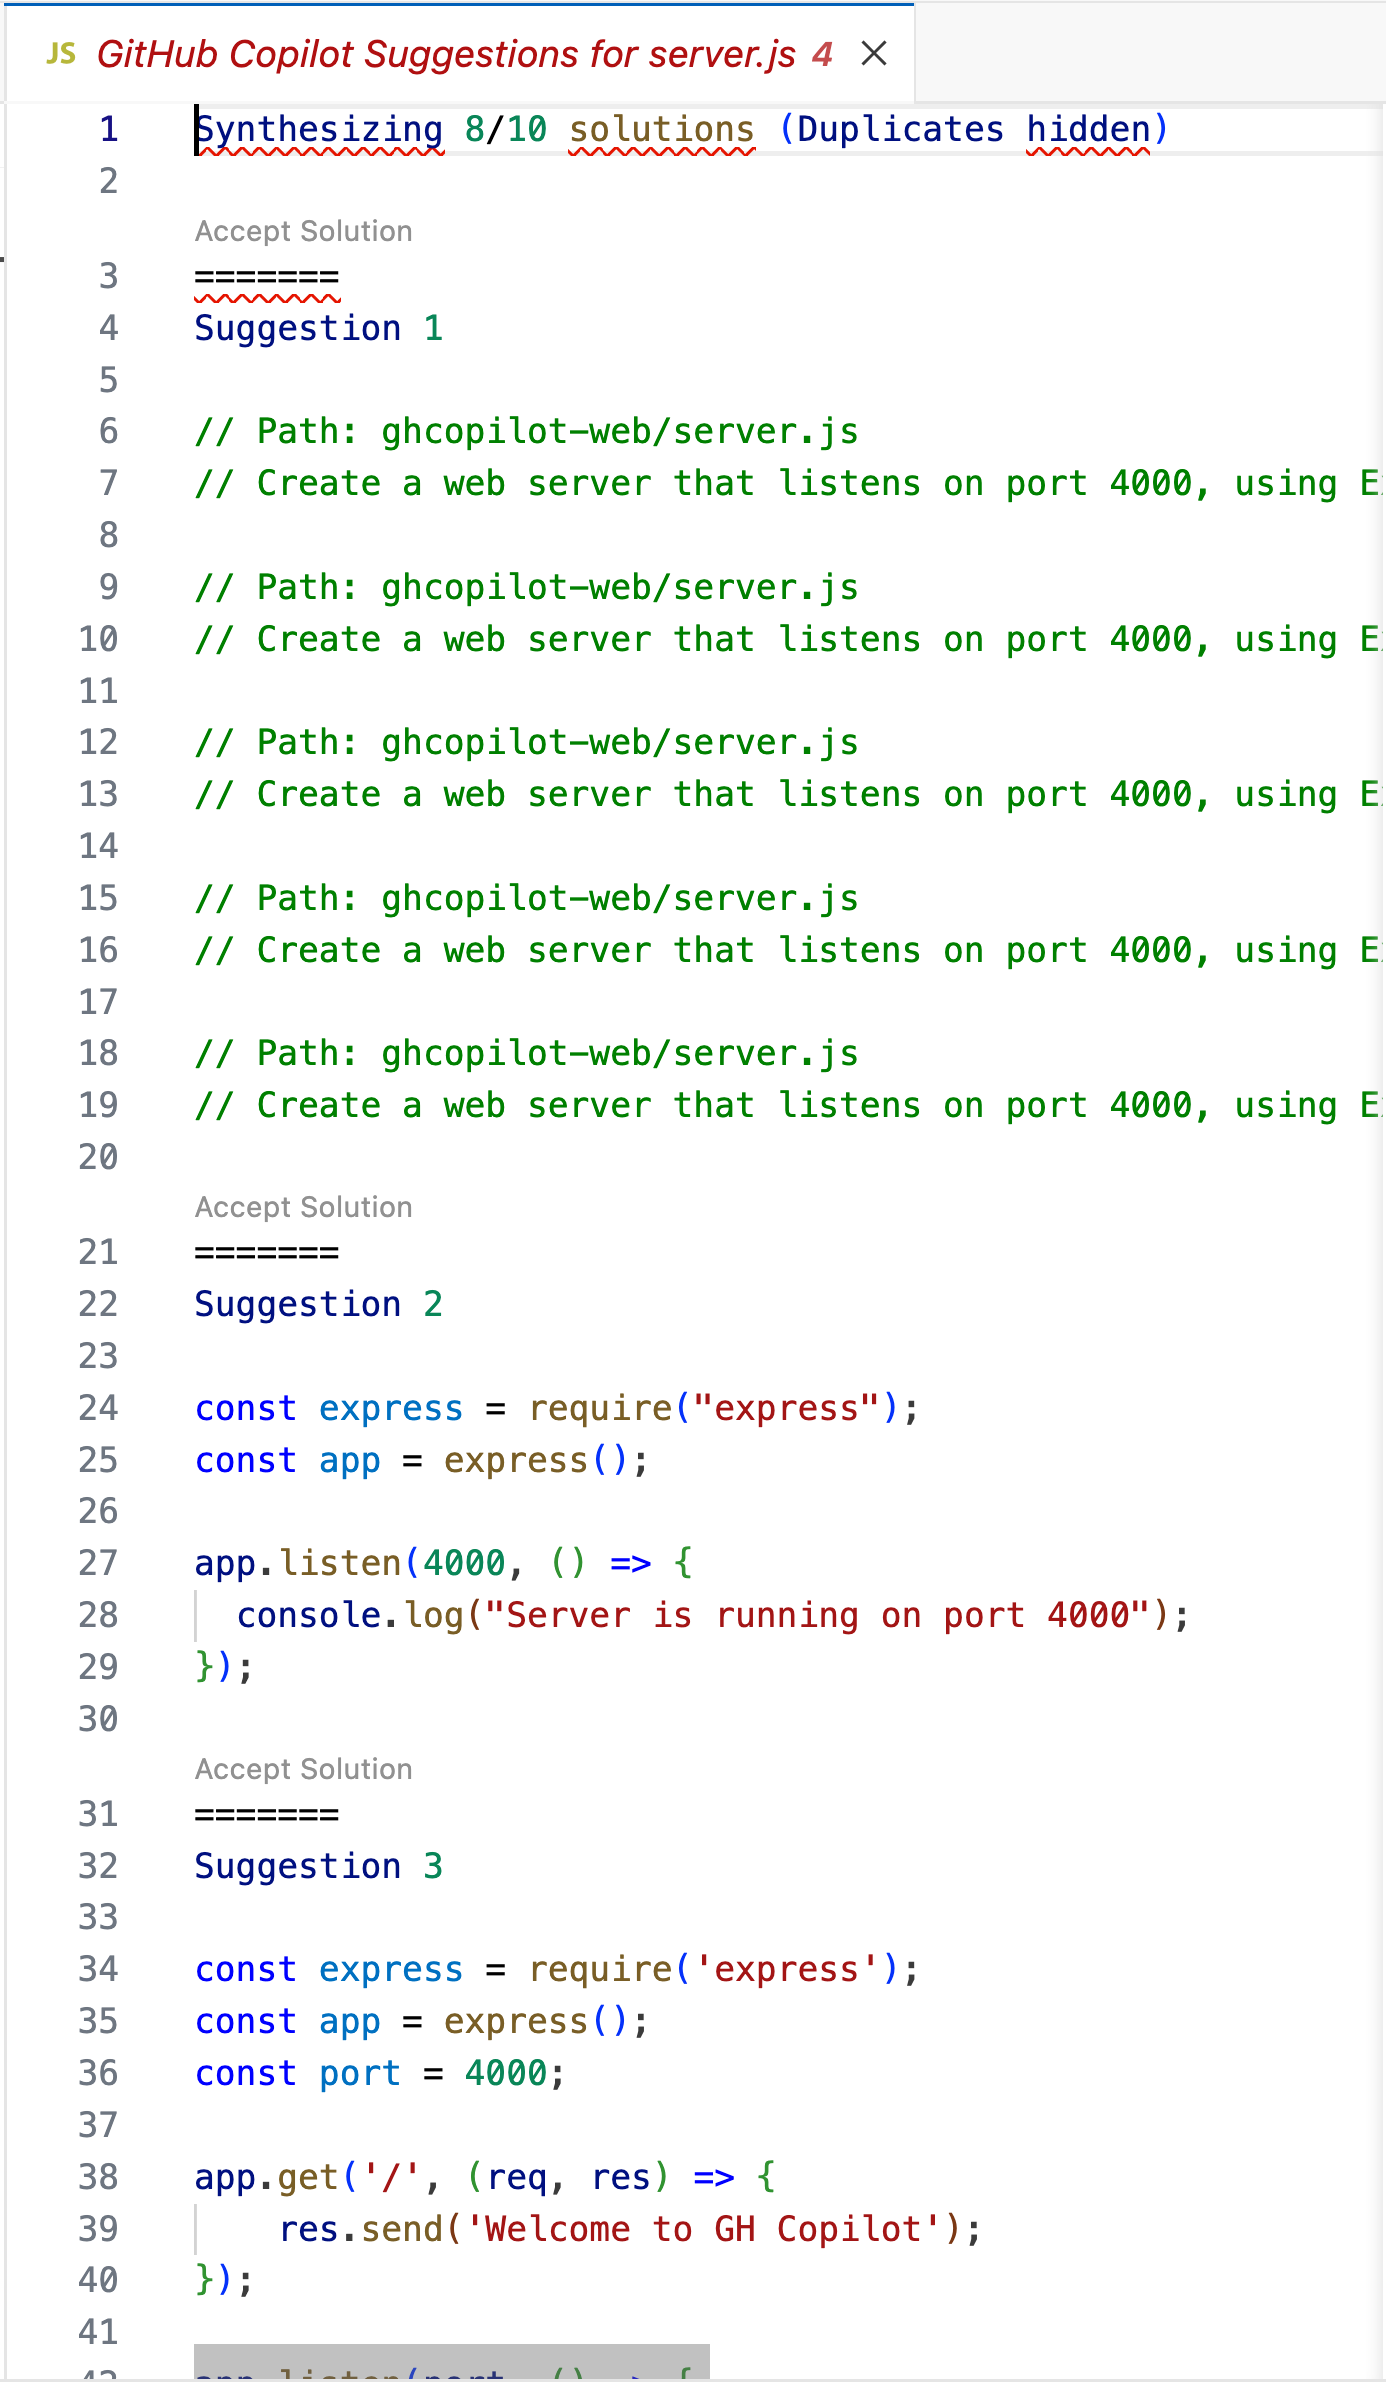 JS GitHub Copilot Suggestions for server.js 4
1 Synthesizing 8/10 solutions (Duplicates hidden)
2
Accept Solution
3 =======
4 Suggestion 1
5
6 // Path: ghcopilot-web/server.js
7 // Create a web server that listens on port 4000, using
8
9 // Path: ghcopilot-web/server.js
10 // Create a web server that listens on port 4000, using
11
12 // Path: ghcopilot-web/server.js
13 // Create a web server that listens on port 4000, using
14
15 // Path: ghcopilot-web/server.js
16 // Create a web server that listens on port 4000, using
17
18 // Path: ghcopilot-web/server.js
19 // Create a web server that listens on port 4000, using
20
Accept Solution
21 =======
22 Suggestion 2
23
24 const express = require("express");
25 const app = express();
26
27 app.listen(4000, () => {
28   console.log("Server is running on port 4000");
29 });
30
Accept Solution
31 =======
32 Suggestion 3
33
34 const express = require('express');
35 const app = express();
36 const port = 4000;
37
38 app.get('/', (req, res) => {
39     res.send('Welcome to GH Copilot');
40 });
41
42 app.listen(port, () => {